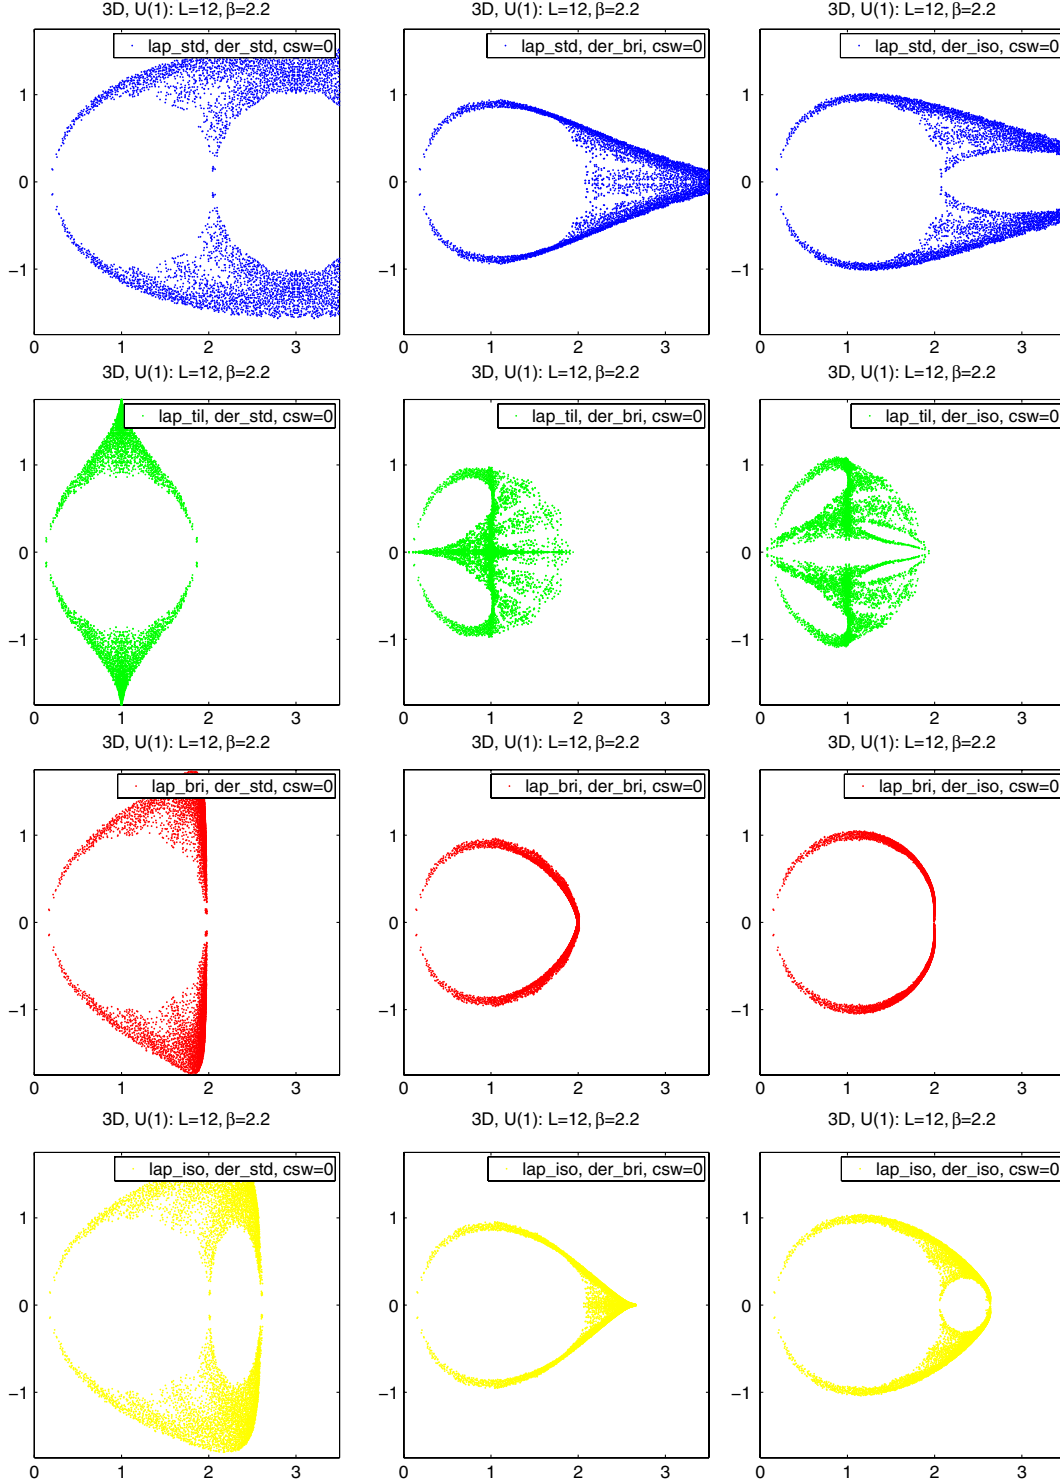 3D, U(1): L=12,β=2.2
3D, U(1): L=12,β=2.2
3D, U(1): L=12,β=2.2
lap_std, der_std, csw=0
lap_std, der_bri, csw=0
lap_std, der_iso, csw=0
1
0
−1
0 1 2 3
1
0
−1
0 1 2 3
1
0
−1
0 1 2 3
3D, U(1): L=12,β=2.2
3D, U(1): L=12,β=2.2
3D, U(1): L=12,β=2.2
lap_til, der_std, csw=0
lap_til, der_bri, csw=0
lap_til, der_iso, csw=0
1
0
−1
0 1 2 3
1
0
−1
0 1 2 3
1
0
−1
0 1 2 3
3D, U(1): L=12,β=2.2
3D, U(1): L=12,β=2.2
3D, U(1): L=12,β=2.2
lap_bri, der_std, csw=0
lap_bri, der_bri, csw=0
lap_bri, der_iso, csw=0
1
0
−1
0 1 2 3
1
0
−1
0 1 2 3
1
0
−1
0 1 2 3
3D, U(1): L=12,β=2.2
3D, U(1): L=12,β=2.2
3D, U(1): L=12,β=2.2
lap_iso, der_std, csw=0
lap_iso, der_bri, csw=0
lap_iso, der_iso, csw=0
1
0
−1
0 1 2 3
1
0
−1
0 1 2 3
1
0
−1
0 1 2 3